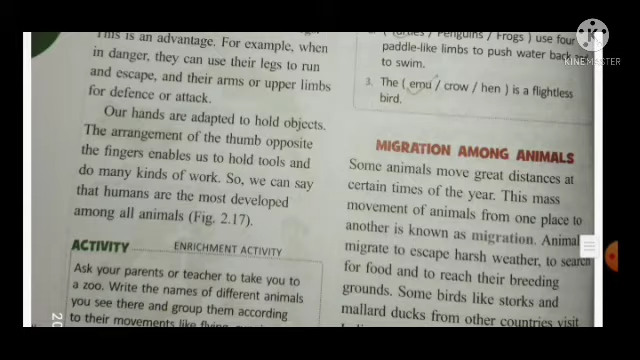 This is an advantage. For example, when
in danger, they can use their legs to run
and escape, and their arms or upper limbs
for defence or attack.
Our hands are adapted to hold objects.
The arrangement of the thumb opposite
the fingers enables us to hold tools and
do many kinds of work. So, we can say
that humans are the most developed
among all animals (Fig. 2.17).
ACTIVITY ENRICHMENT ACTIVITY
Ask your parents or teacher to take you to
a zoo. Write the names of different animals
you see there and group them according
to their movements like flying,
20
/ Penguins / Frogs ) use four
paddle-like limbs to push water back and
to swim.
3. The ( emu / crow / hen ) is a flightless
bird.
MIGRATION AMONG ANIMALS
Some animals move great distances at
certain times of the year. This mass
movement of animals from one place to
another is known as migration. Animal
migrate to escape harsh weather, to search
for food and to reach their breeding
grounds. Some birds like storks and
mallard ducks from other countries visit
K
KINEMASTER